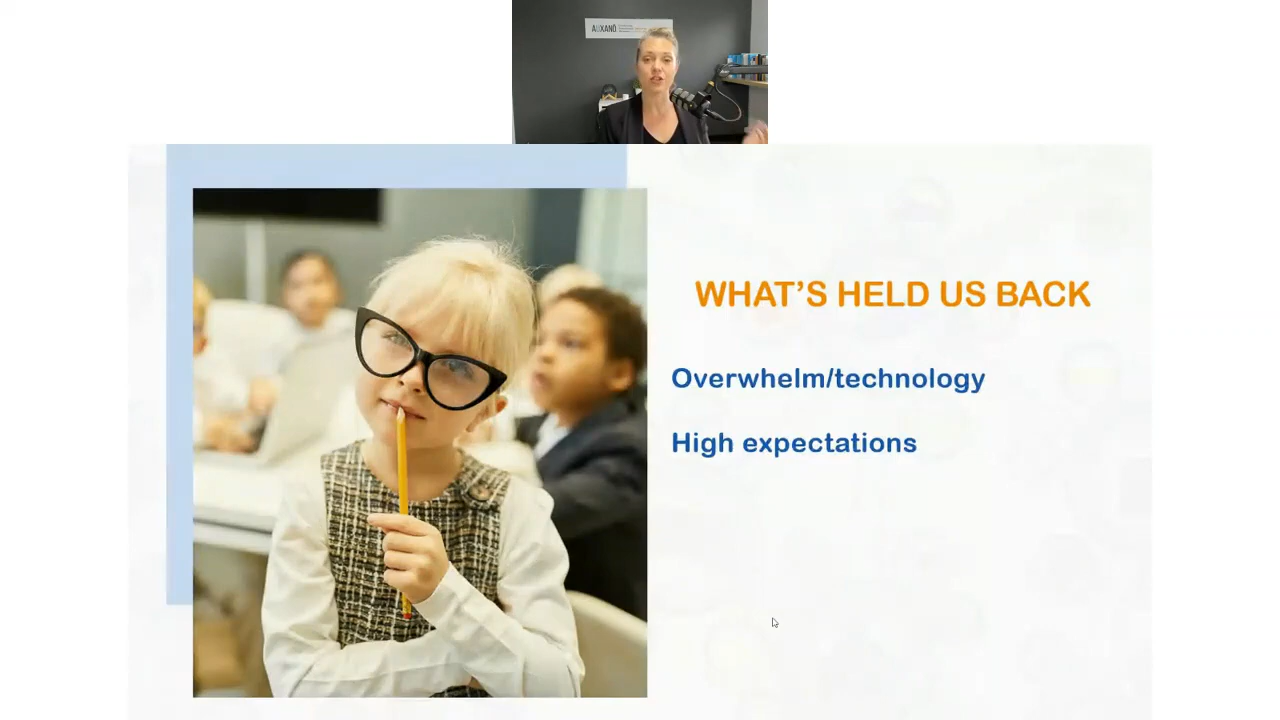 AUXANO
WHAT'S HELD US BACK
Overwhelm/technology
High expectations